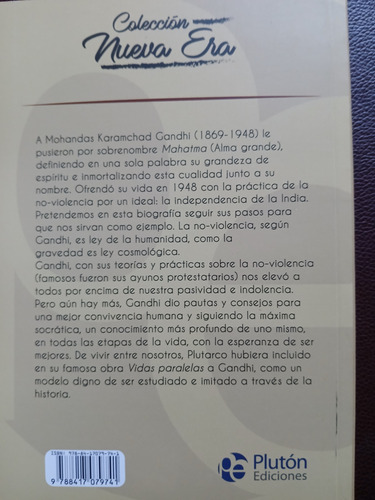 Colección
Nueva Era
A Mohandas Karamchad Gandhi (1869-1948) le
pusieron por sobrenombre Mahatma (Alma grande),
definiendo en una sola palabra su grandeza de
espíritu e inmortalizando esta cualidad junto a su
nombre. Ofrendó su vida en 1948 con la práctica de la
no-violencia por un ideal: la independencia de la India.
Pretendemos en esta biografía seguir sus pasos para
que nos sirvan como ejemplo. La no-violencia, según
Gandhi, es ley de la humanidad, como la
gravedad es ley cosmológica.
Gandhi, con sus teorías y prácticas sobre la no-violencia
(famosos fueron sus ayunos protestatarios) nos elevó a
todos por encima de nuestra pasividad e indolencia.
Pero aún hay más, Gandhi dio pautas y consejos para
una mejor convivencia humana y siguiendo la máxima
socrática, un conocimiento más profundo de uno mismo,
en todas las etapas de la vida, con la esperanza de ser
mejores. De vivir entre nosotros, Plutarco hubiera incluido
en su famosa obra Vidas paralelas a Gandhi, como un
modelo digno de ser estudiado e imitado a través de la
historia.
ISBN: 978-84-17079-74-1
9 788417 079741
Plutón
Ediciones